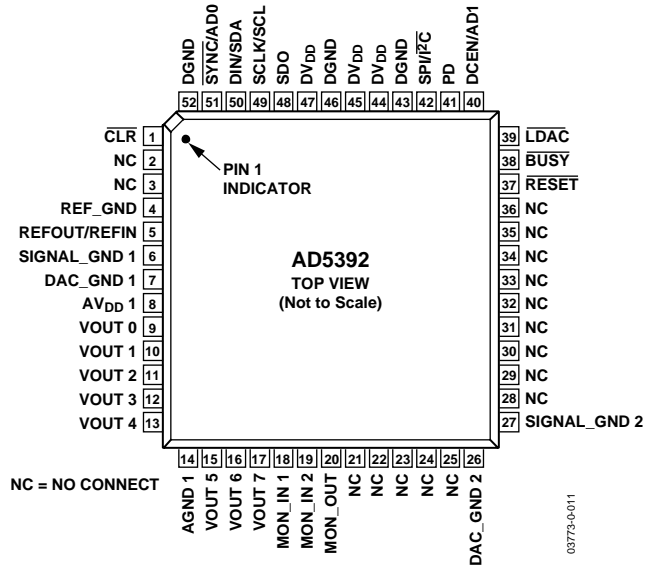 DGND
SYNC/AD0
DIN/SDA
SCLK/SCL
SDO
DVDD
DGND
DVDD
DVDD
DGND
SPI/I²C
PD
DCEN/AD1
52 51 50 49 48 47 46 45 44 43 42 41 40
CLR 1
NC 2
NC 3
REF_GND 4
REFOUT/REFIN 5
SIGNAL_GND 1 6
DAC_GND 1 7
AVDD 1 8
VOUT 0 9
VOUT 1 10
VOUT 2 11
VOUT 3 12
VOUT 4 13
PIN 1
INDICATOR
AD5392
TOP VIEW
(Not to Scale)
39 LDAC
38 BUSY
37 RESET
36 NC
35 NC
34 NC
33 NC
32 NC
31 NC
30 NC
29 NC
28 NC
27 SIGNAL_GND 2
14 15 16 17 18 19 20 21 22 23 24 25 26
AGND 1
VOUT 5
VOUT 6
VOUT 7
MON_IN 1
MON_IN 2
MON_OUT
NC
NC
NC
NC
NC
DAC_GND 2
NC = NO CONNECT
03773-0-011